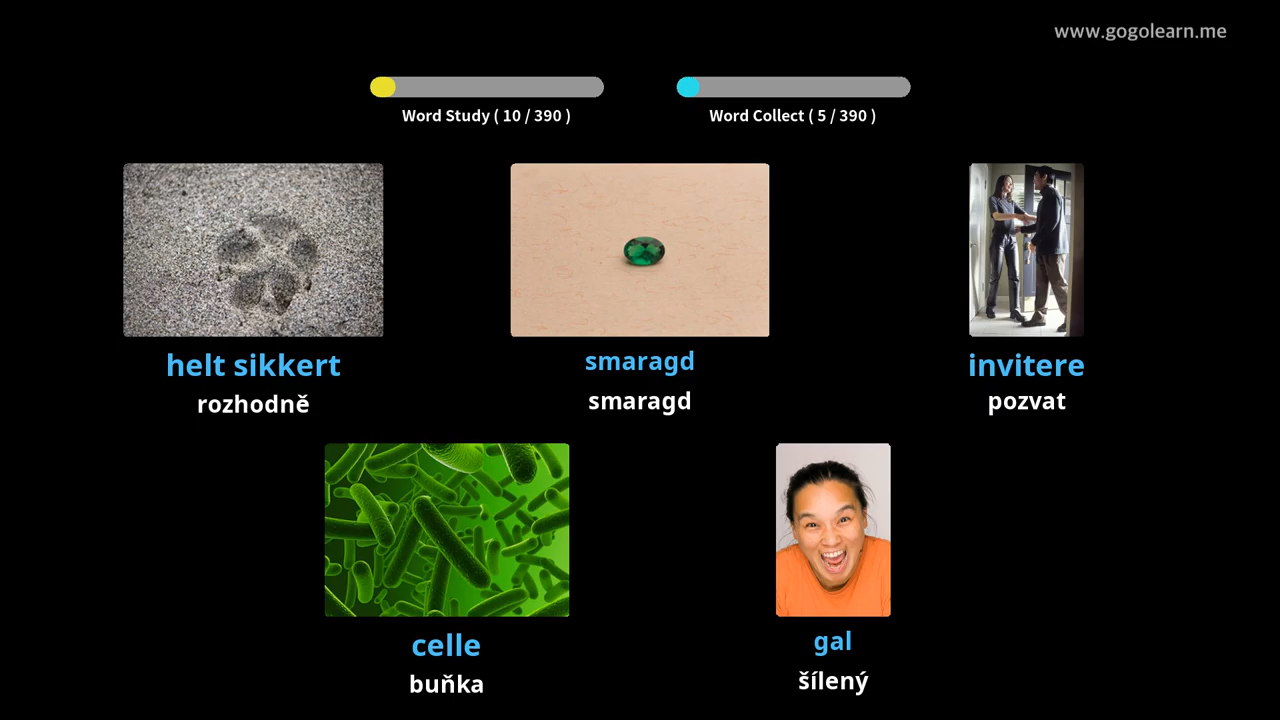 www.gogolearn.me
Word Study ( 10 / 390 )
Word Collect ( 5 / 390 )
helt sikkert
rozhodně
smaragd
smaragd
invitere
pozvat
celle
buňka
gal
šílený